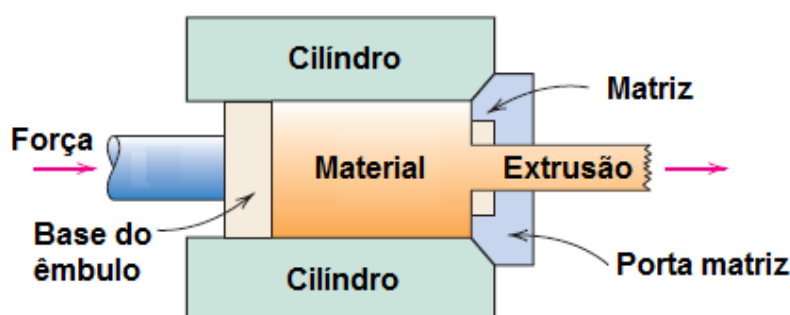 Cilíndro
Matriz
Força
Material
Extrusão
Base do
êmbulo
Porta matriz
Cilíndro